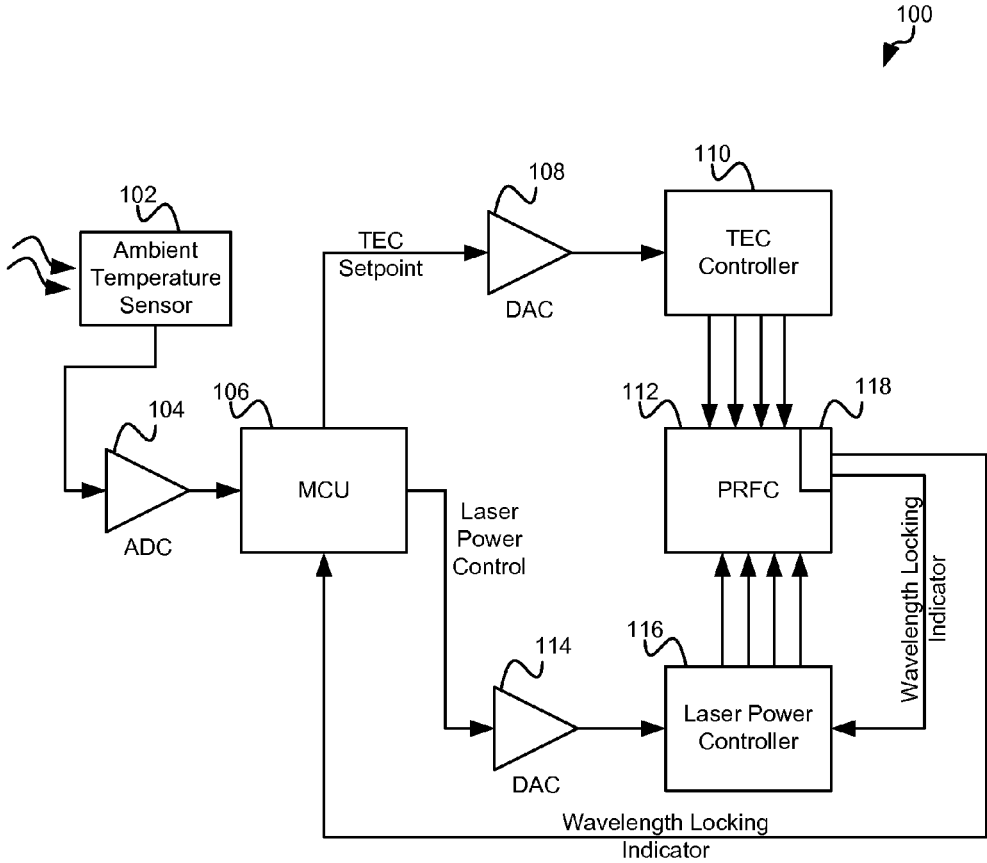 100
110
108
102
TEC
Controller
Ambient
Temperature
Sensor
TEC
Setpoint
DAC
106
112
118
104
MCU
PRFC
Laser
Power
Control
ADC
Wavelength Locking
Indicator
116
114
Laser Power
Controller
DAC
Wavelength Locking
Indicator